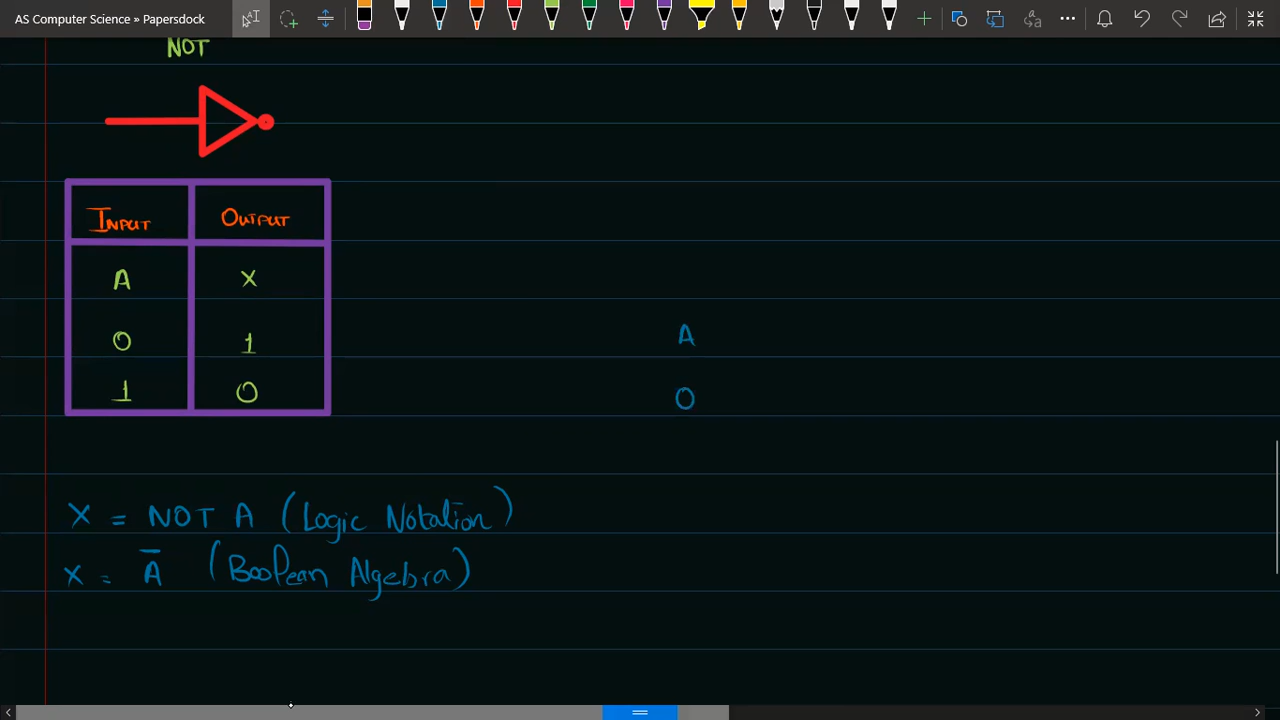 AS Computer Science » Papersdock
NOT
INPUT OUTPUT
A X
0 1
1 0
A
0
X = NOT A (Logic Notation)
X = A̅ (Boolean Algebra)